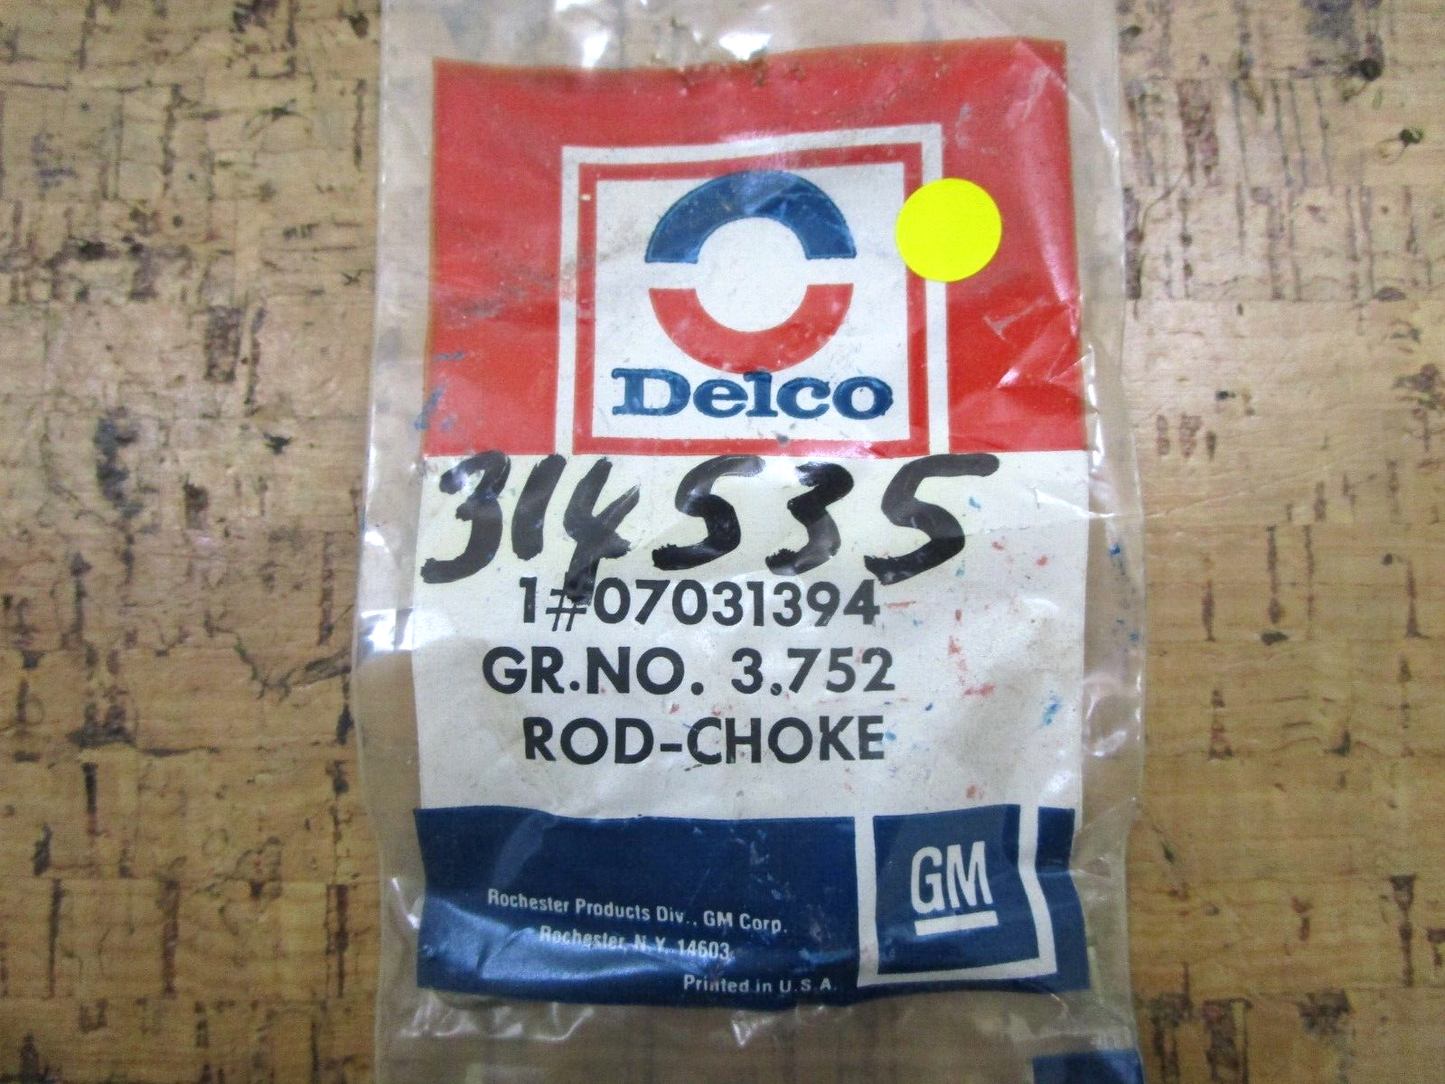 Delco
314535
1#07031394
GR.NO. 3.752
ROD-CHOKE
GM
Rochester Products Div., GM Corp.
Rochester, N.Y. 14603
Printed in U.S.A.